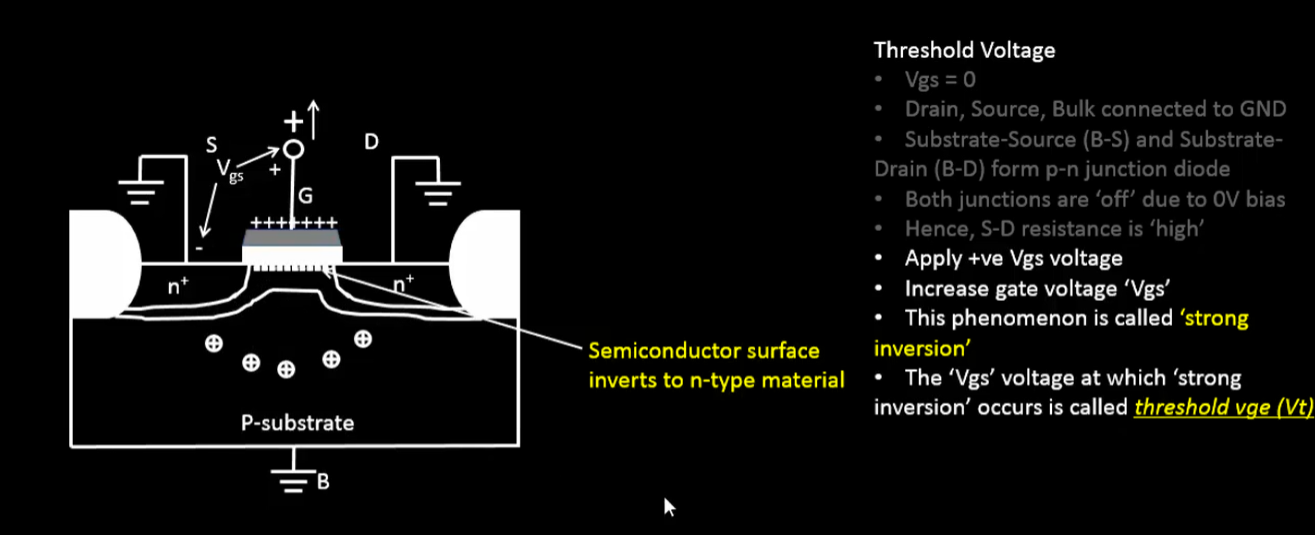 +
S
D
Vgs
+
G
+++++++
-
n+
n+
⊕ ⊕ ⊕ ⊕ ⊕
P-substrate
B
Semiconductor surface
inverts to n-type material
Threshold Voltage
• Vgs = 0
• Drain, Source, Bulk connected to GND
• Substrate-Source (B-S) and Substrate-
Drain (B-D) form p-n junction diode
• Both junctions are ‘off’ due to 0V bias
• Hence, S-D resistance is ‘high’
• Apply +ve Vgs voltage
• Increase gate voltage ‘Vgs’
• This phenomenon is called ‘strong
inversion’
• The ‘Vgs’ voltage at which ‘strong
inversion’ occurs is called threshold vge (Vt)